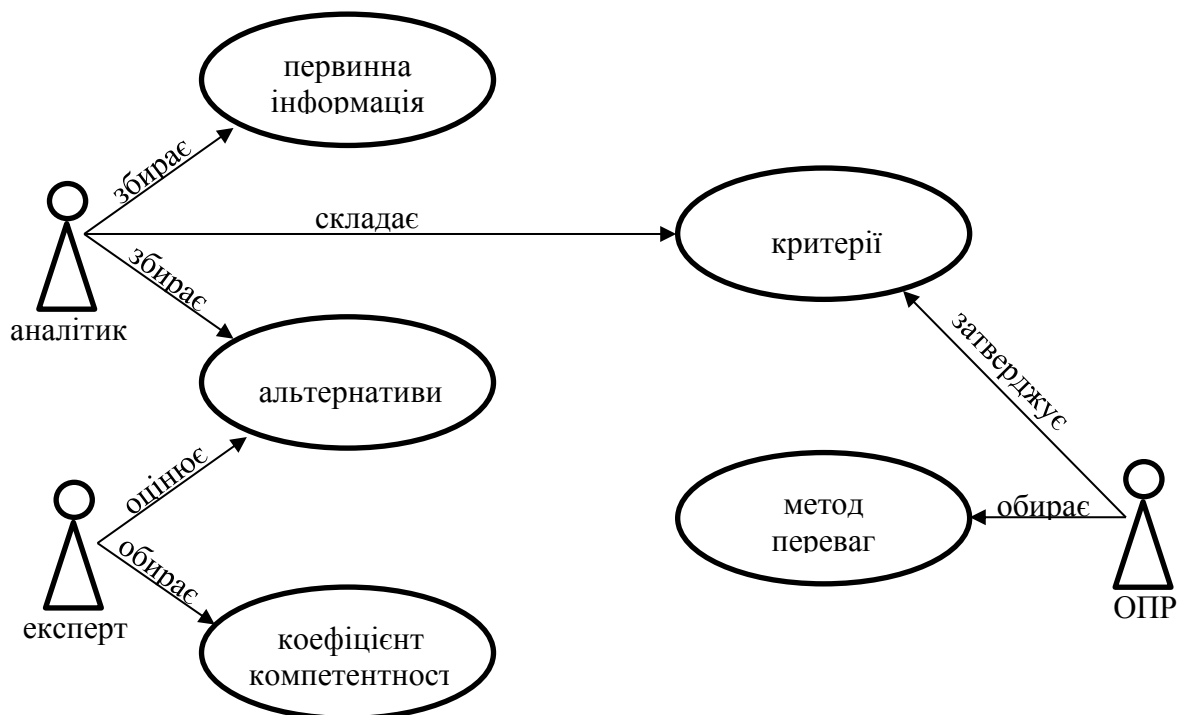 первинна
інформація
збирає
складає
критерії
збирає
аналітик
затверджує
альтернативи
оцінює
метод
переваг
обирає
обирає
ОПР
експерт
коефіцієнт
компетентност